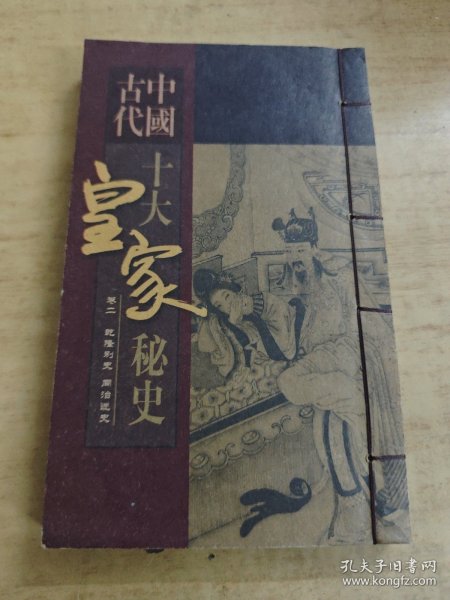 中國
古代
十大
皇家
秘史
卷二 乾隆别史 同治迷史
孔夫子旧书网
www.kongfz.com